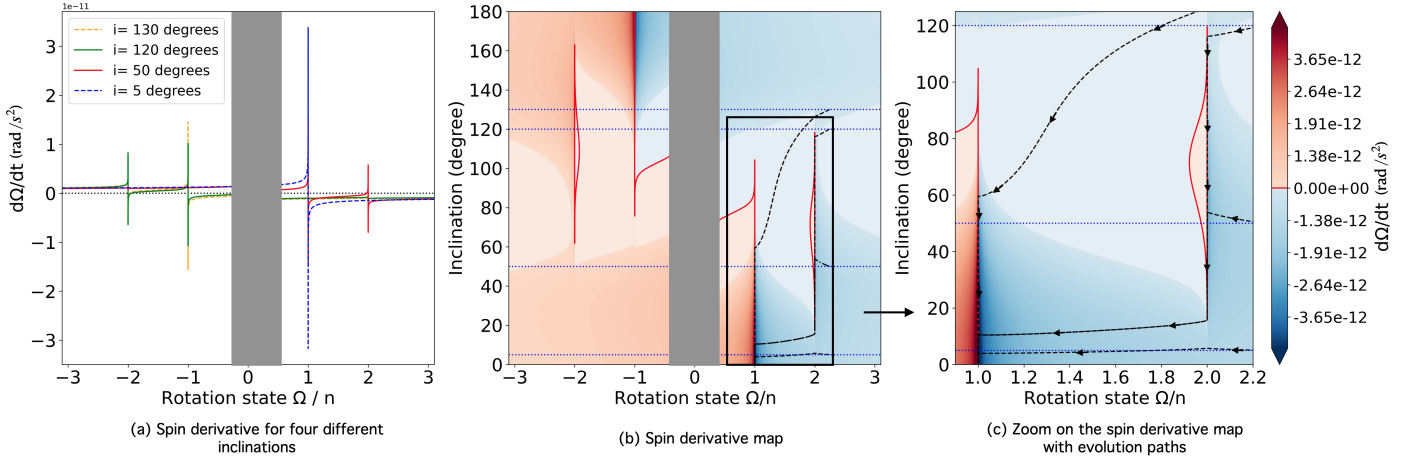 1e−11
3
2
1
0
−1
−2
−3
dΩ/dt (rad /s²)
i= 130 degrees
i= 120 degrees
i= 50 degrees
i= 5 degrees
−3 −2 −1 0 1 2 3
Rotation state Ω / n
(a) Spin derivative for four different
inclinations
180
160
140
120
100
80
60
40
20
0
Inclination (degree)
−3 −2 −1 0 1 2 3
Rotation state Ω/n
(b) Spin derivative map
120
100
80
60
40
20
0
Inclination (degree)
1.0 1.2 1.4 1.6 1.8 2.0 2.2
Rotation state Ω/n
(c) Zoom on the spin derivative map
with evolution paths
3.65e-12
2.64e-12
1.91e-12
1.38e-12
0.00e+00
-1.38e-12
-1.91e-12
-2.64e-12
-3.65e-12
dΩ/dt (rad /s²)